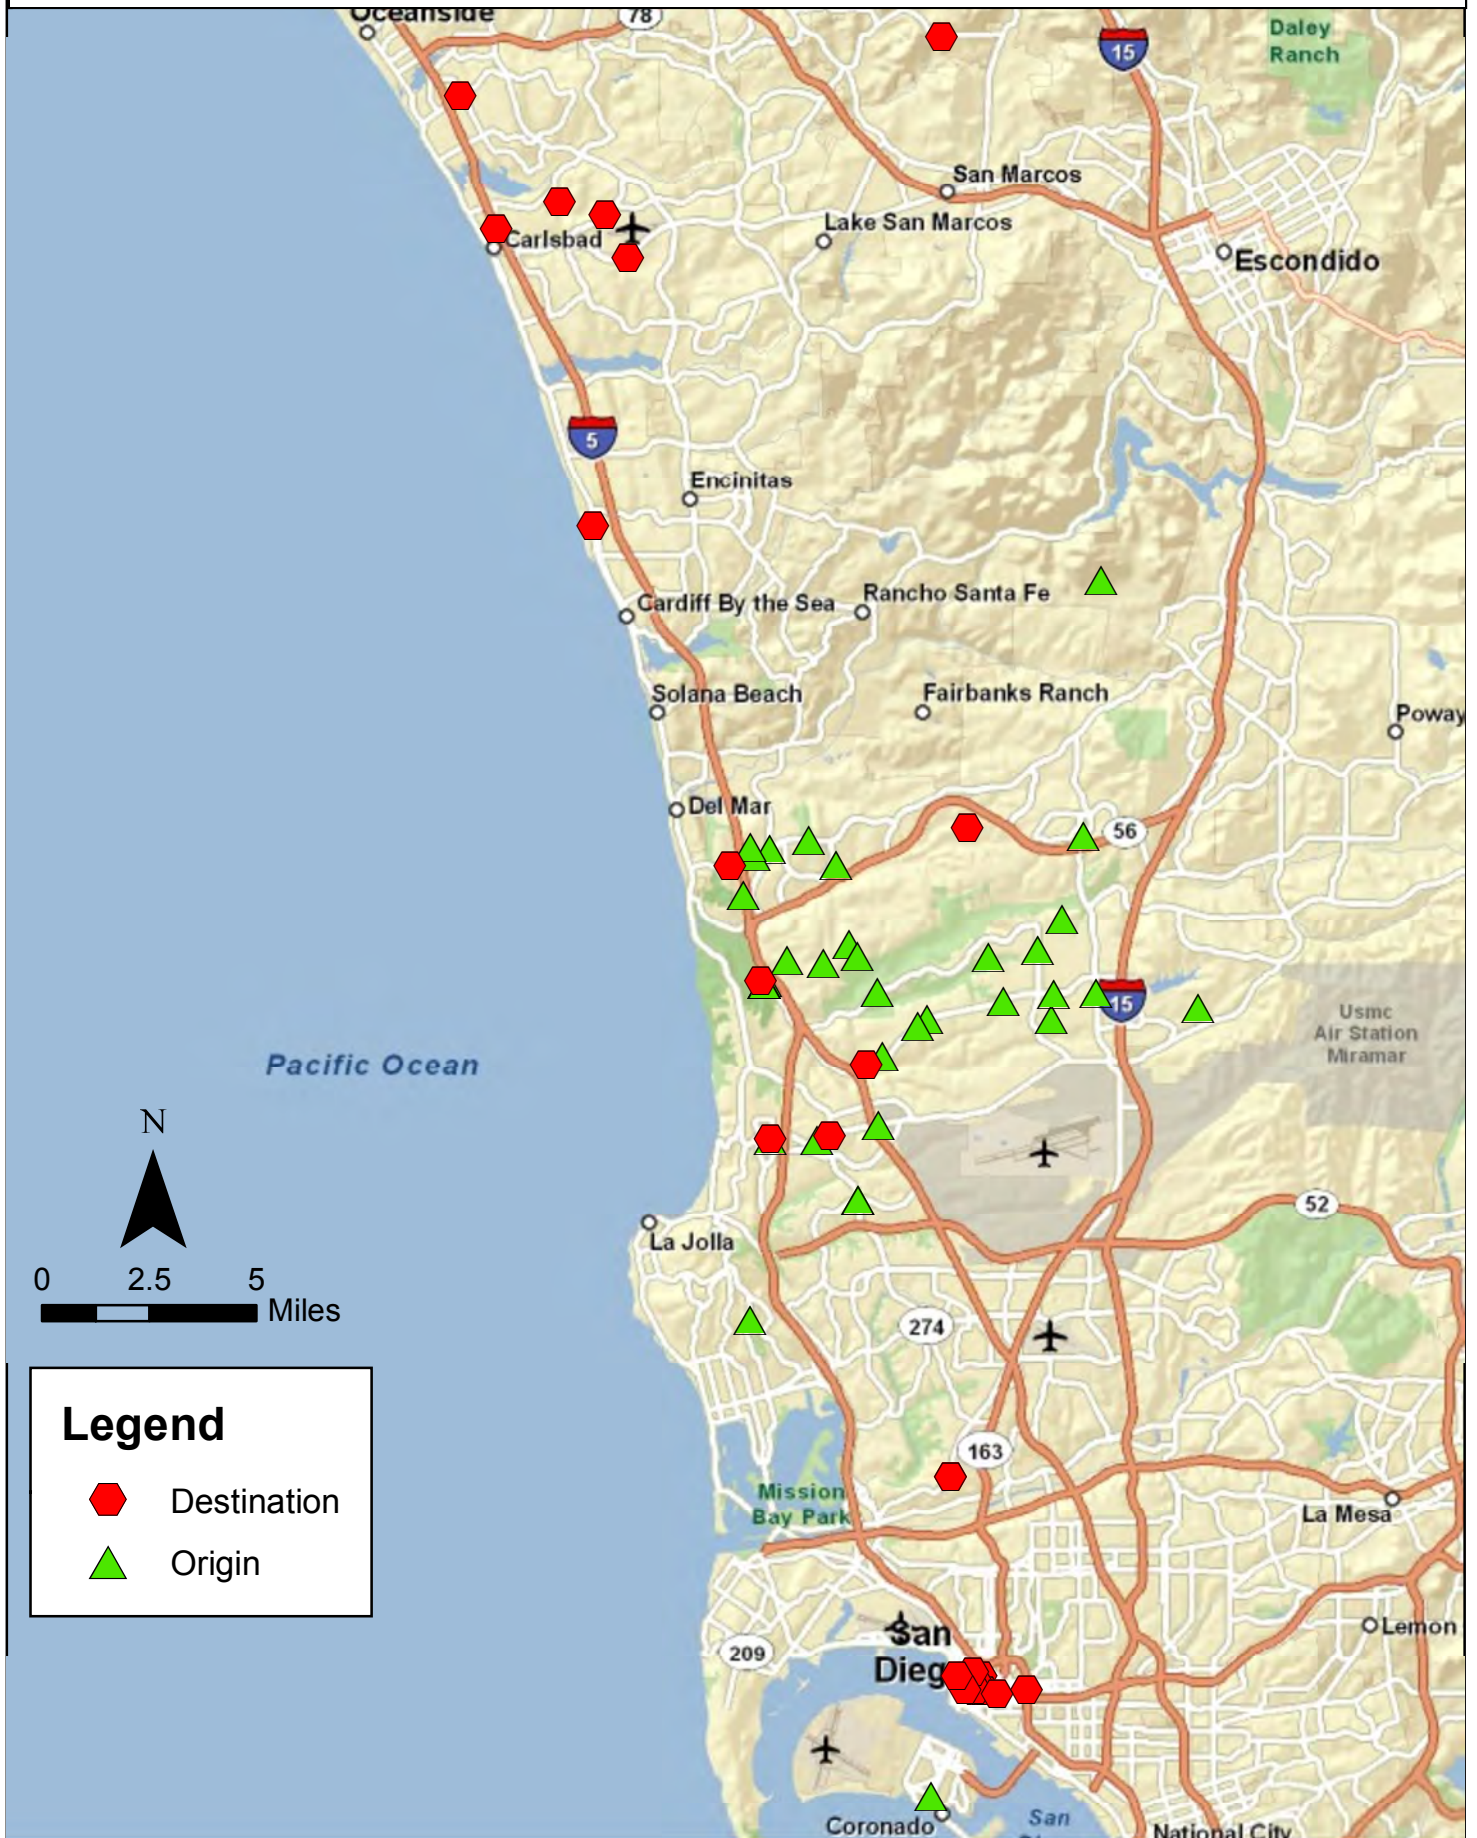 Oceanside
78
15
Daley
Ranch
San Marcos
Lake San Marcos
Carlsbad
Escondido
5
Encinitas
Rancho Santa Fe
Cardiff By the Sea
Solana Beach
Fairbanks Ranch
Poway
Del Mar
56
15
Usmc
Air Station
Miramar
Pacific Ocean
N
52
La Jolla
0 2.5 5
Miles
274
163
Legend
Destination
Origin
Mission
Bay Park
La Mesa
Lemon
209
San
Dieg
Coronado
San
National City